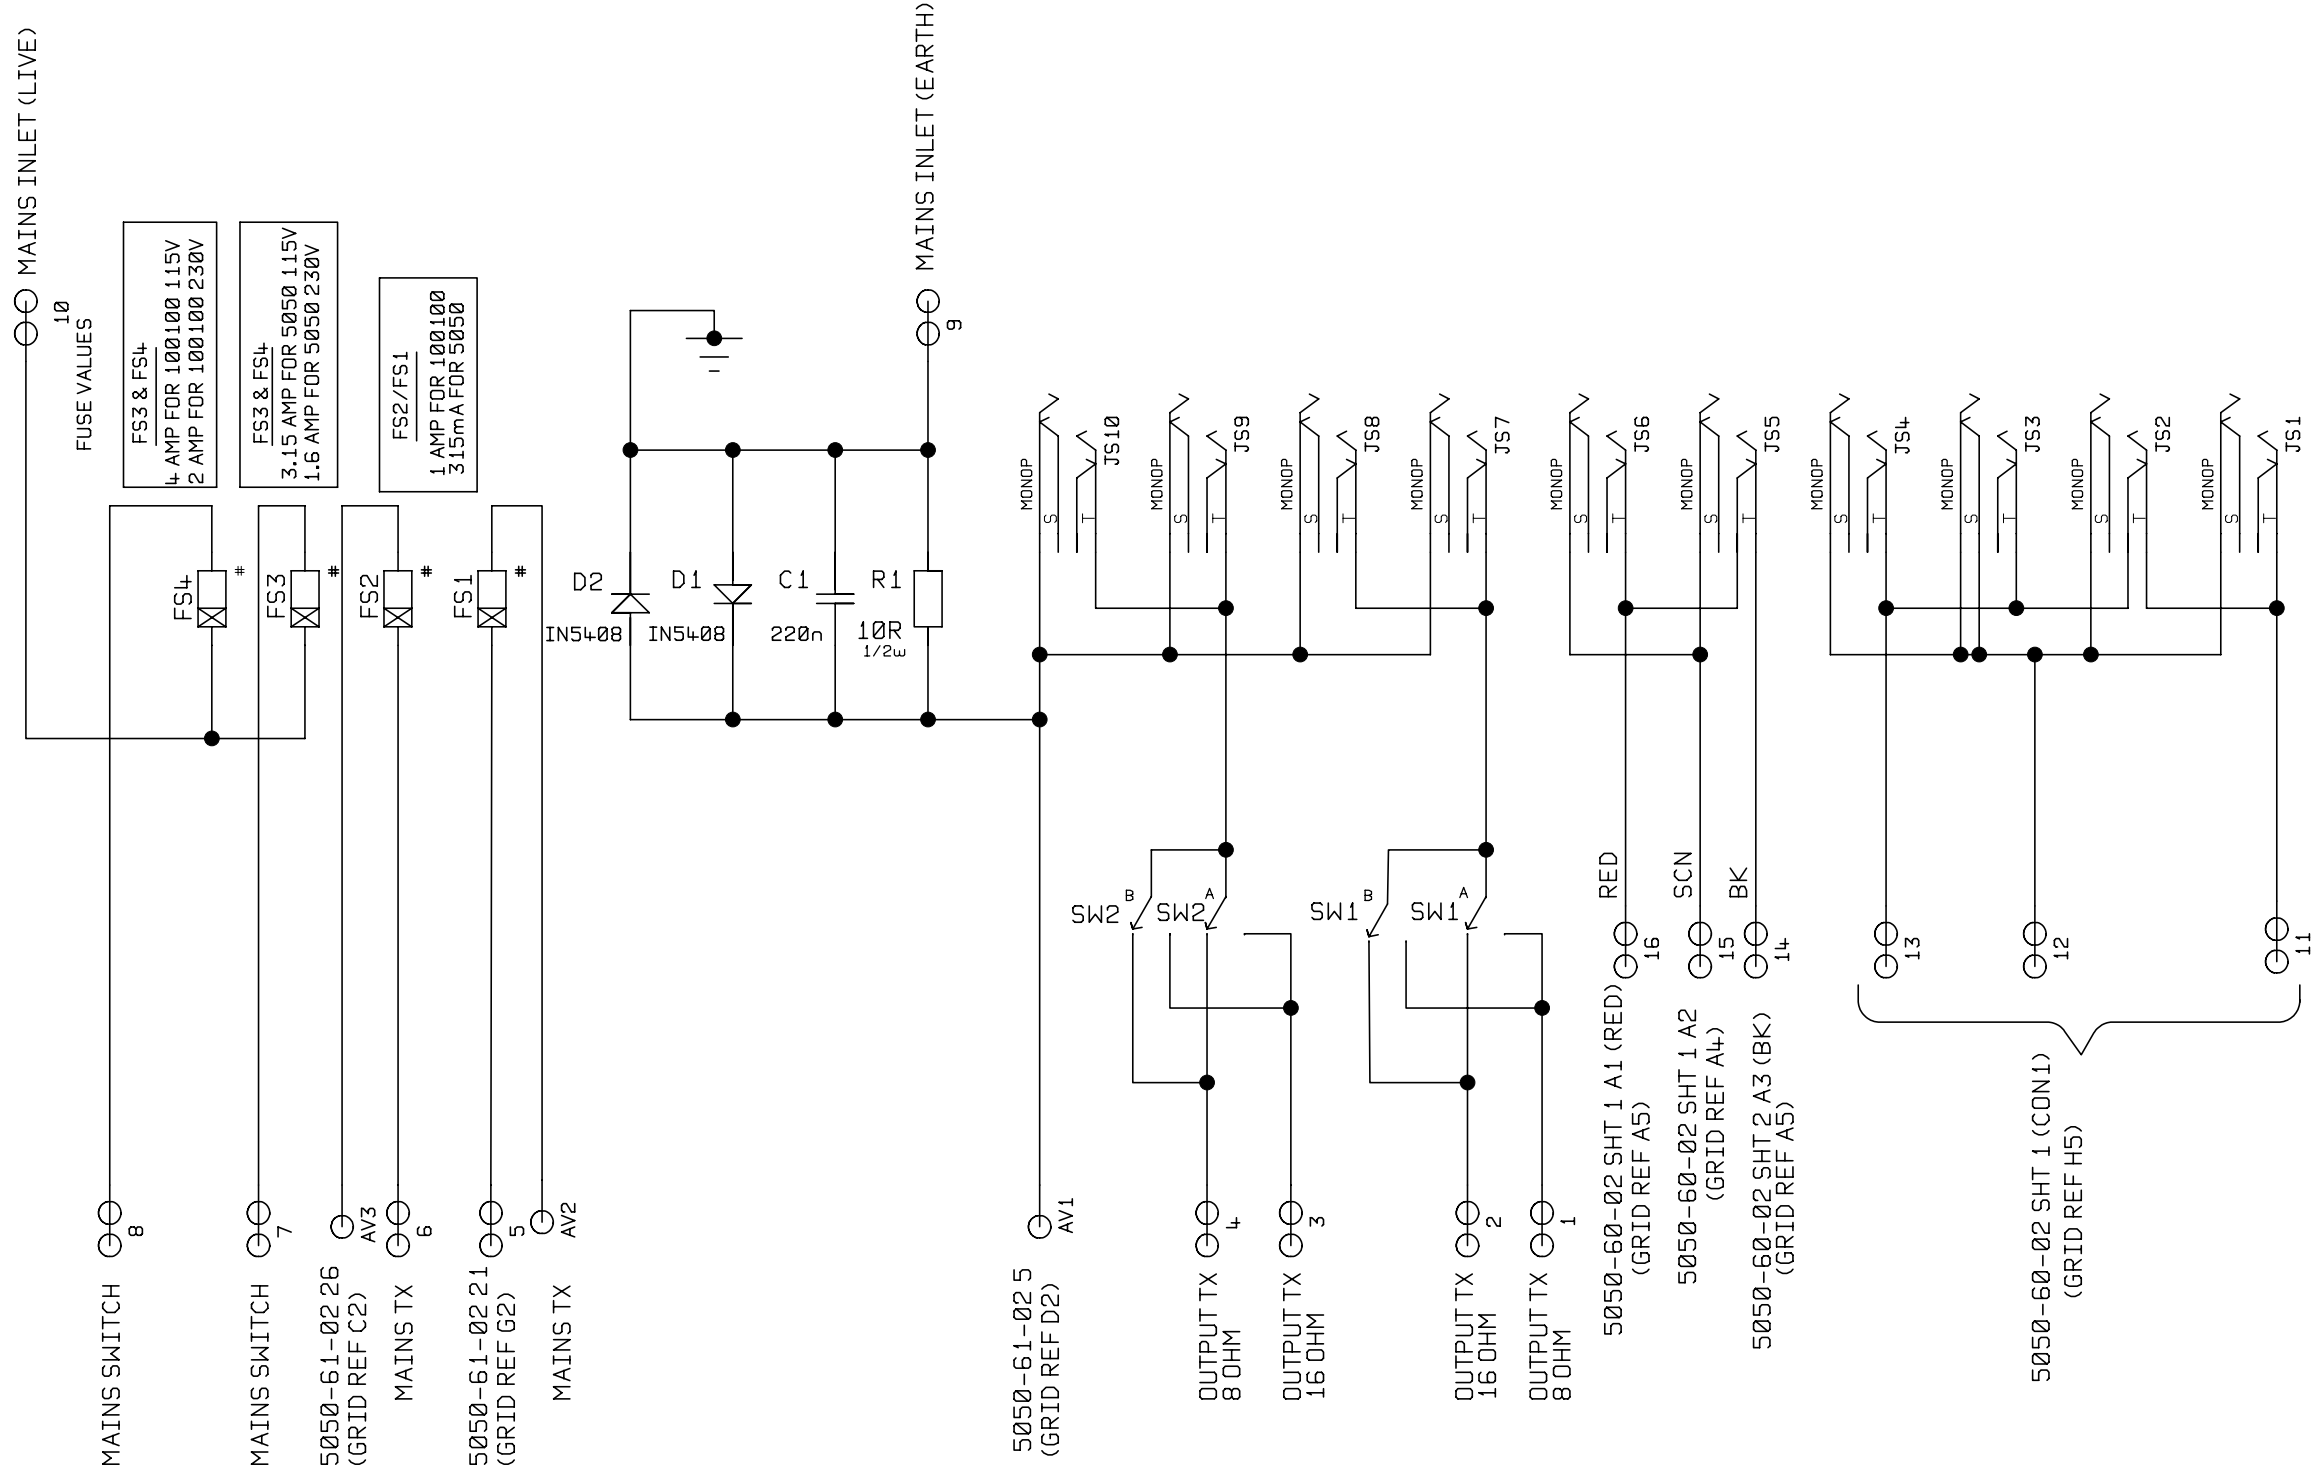 MAINS INLET (LIVE)
10
FUSE VALUES
FS3 & FS4
4 AMP FOR 100100 115V
2 AMP FOR 100100 230V
FS3 & FS4
3.15 AMP FOR 5050 115V
1.6 AMP FOR 5050 230V
FS2/FS1
1 AMP FOR 100100
315mA FOR 5050
MAINS INLET (EARTH)
9
FS4
#
FS3
#
FS2
#
FS1
#
D2
IN5408
D1
IN5408
C1
220n
R1
10R
1/2w
MONOP
S
T
JS10
MONOP
S
T
JS9
MONOP
S
T
JS8
MONOP
S
T
JS7
MONOP
S
T
JS6
MONOP
S
T
JS5
MONOP
S
T
JS4
MONOP
S
T
JS3
MONOP
S
T
JS2
MONOP
S
T
JS1
SW2
B
SW2
A
SW1
B
SW1
A
RED
SCN
BK
16
15
14
13
12
11
8
7
AV3
6
5
AV2
AV1
4
3
2
1
MAINS SWITCH
MAINS SWITCH
5050-61-02 26
(GRID REF C2)
MAINS TX
5050-61-02 21
(GRID REF G2)
MAINS TX
5050-61-02 5
(GRID REF D2)
OUTPUT TX
8 OHM
OUTPUT TX
16 OHM
OUTPUT TX
16 OHM
OUTPUT TX
8 OHM
5050-60-02 SHT 1 A1 (RED)
(GRID REF A5)
5050-60-02 SHT 1 A2
(GRID REF A4)
5050-60-02 SHT 2 A3 (BK)
(GRID REF A5)
5050-60-02 SHT 1 (CON1)
(GRID REF H5)